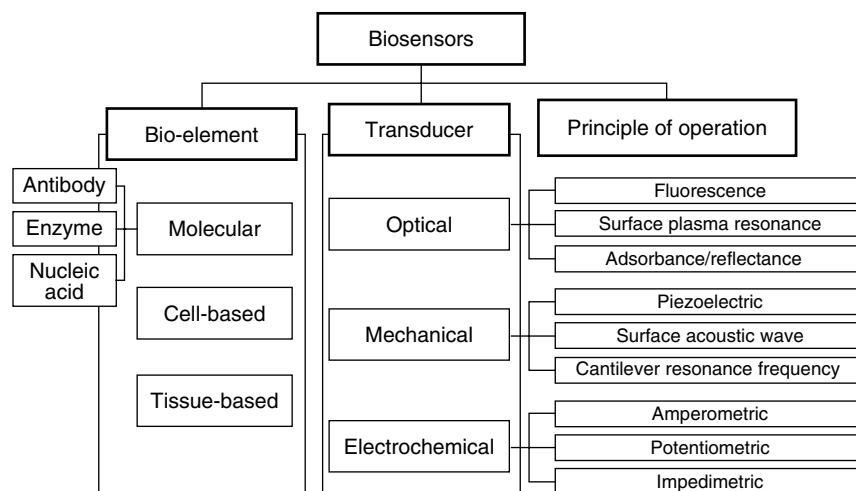 Biosensors
Bio-element
Transducer
Principle of operation
Antibody
Enzyme
Nucleic
acid
Molecular
Cell-based
Tissue-based
Optical
Fluorescence
Surface plasma resonance
Adsorbance/reflectance
Mechanical
Piezoelectric
Surface acoustic wave
Cantilever resonance frequency
Electrochemical
Amperometric
Potentiometric
Impedimetric